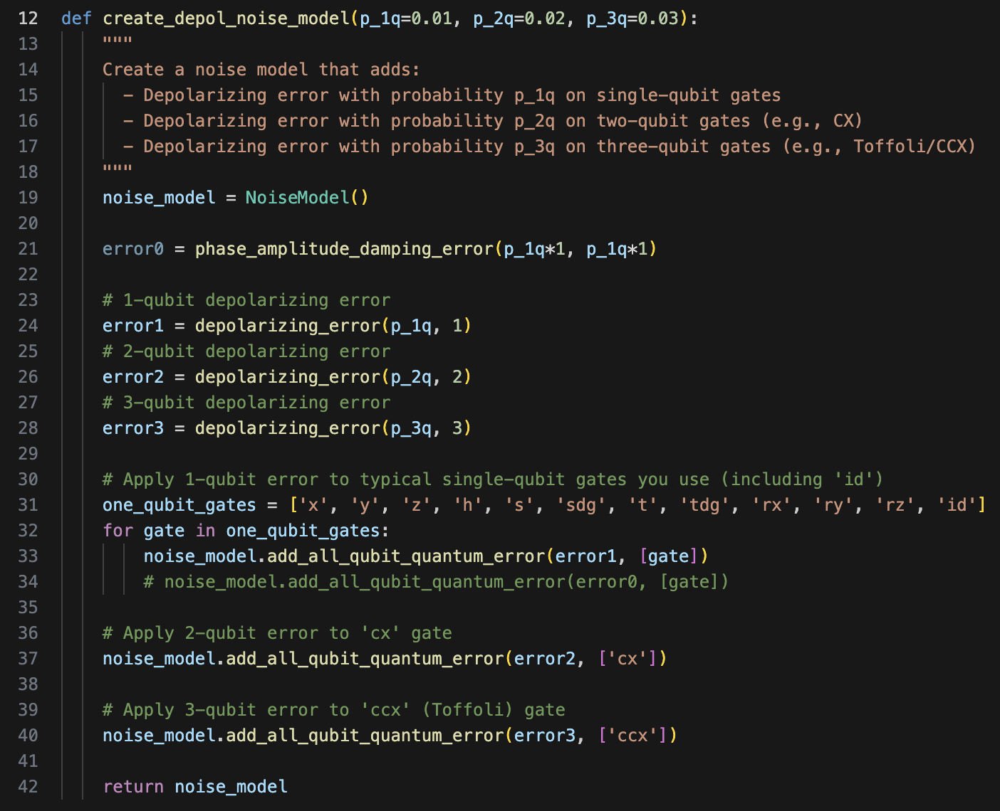 12 def create_depol_noise_model(p_1q=0.01, p_2q=0.02, p_3q=0.03):
13     """
14     Create a noise model that adds:
15       - Depolarizing error with probability p_1q on single-qubit gates
16       - Depolarizing error with probability p_2q on two-qubit gates (e.g., CX)
17       - Depolarizing error with probability p_3q on three-qubit gates (e.g., Toffoli/CCX)
18     """
19     noise_model = NoiseModel()
20
21     error0 = phase_amplitude_damping_error(p_1q*1, p_1q*1)
22
23     # 1-qubit depolarizing error
24     error1 = depolarizing_error(p_1q, 1)
25     # 2-qubit depolarizing error
26     error2 = depolarizing_error(p_2q, 2)
27     # 3-qubit depolarizing error
28     error3 = depolarizing_error(p_3q, 3)
29
30     # Apply 1-qubit error to typical single-qubit gates you use (including 'id')
31     one_qubit_gates = ['x', 'y', 'z', 'h', 's', 'sdg', 't', 'tdg', 'rx', 'ry', 'rz', 'id']
32     for gate in one_qubit_gates:
33         noise_model.add_all_qubit_quantum_error(error1, [gate])
34         # noise_model.add_all_qubit_quantum_error(error0, [gate])
35
36     # Apply 2-qubit error to 'cx' gate
37     noise_model.add_all_qubit_quantum_error(error2, ['cx'])
38
39     # Apply 3-qubit error to 'ccx' (Toffoli) gate
40     noise_model.add_all_qubit_quantum_error(error3, ['ccx'])
41
42     return noise_model